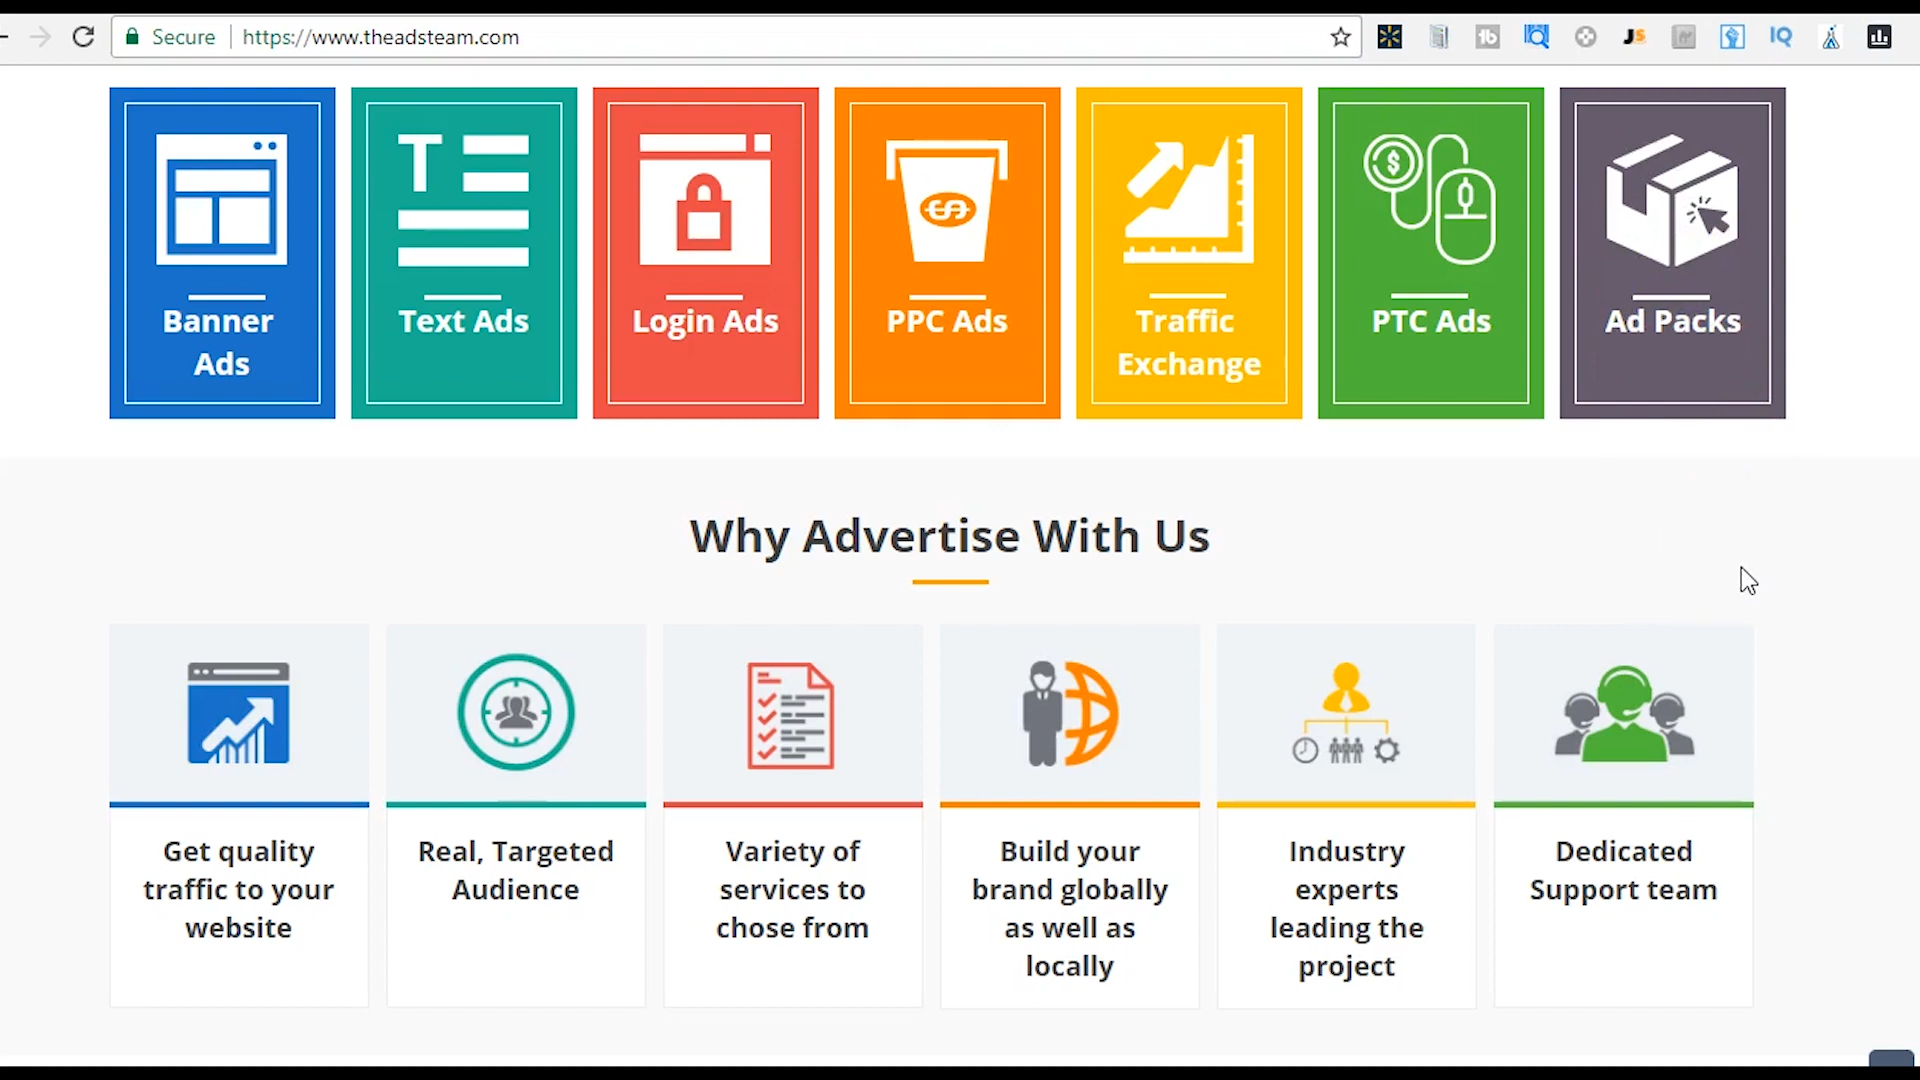 Secure https://www.theadsteam.com
Banner Ads
Text Ads
Login Ads
PPC Ads
Traffic Exchange
PTC Ads
Ad Packs
Why Advertise With Us
Get quality
traffic to your
website
Real, Targeted
Audience
Variety of
services to
chose from
Build your
brand globally
as well as
locally
Industry
experts
leading the
project
Dedicated
Support team